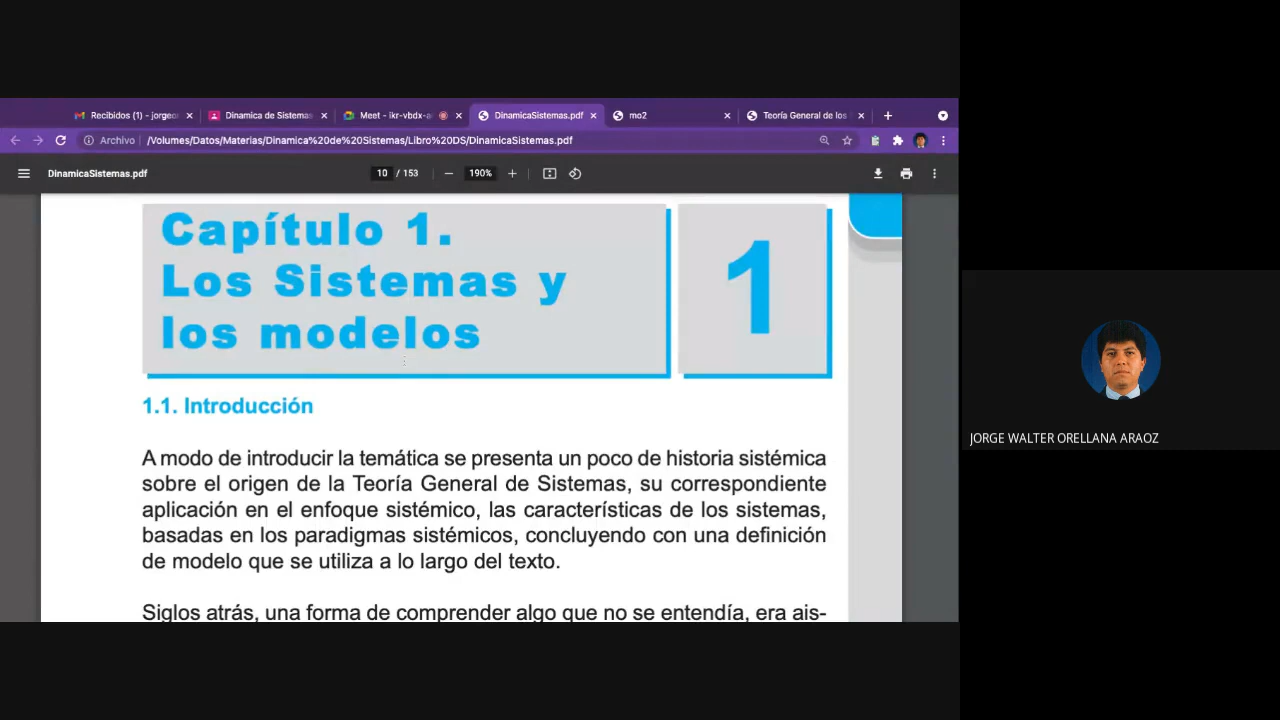 Recibidos (1) - jorgeo
Dinamica de Sistemas
Meet - ikr-vbdx-a
DinamicaSistemas.pdf
mo2
Teoría General de los
Archivo
/Volumes/Datos/Materias/Dinamica%20de%20Sistemas/Libro%20DS/DinamicaSistemas.pdf
DinamicaSistemas.pdf
10 / 153
190%
Capítulo 1.
Los Sistemas y
los modelos
1
1.1. Introducción
A modo de introducir la temática se presenta un poco de historia sistémica
sobre el origen de la Teoría General de Sistemas, su correspondiente
aplicación en el enfoque sistémico, las características de los sistemas,
basadas en los paradigmas sistémicos, concluyendo con una definición
de modelo que se utiliza a lo largo del texto.
Siglos atrás, una forma de comprender algo que no se entendía, era ais-
JORGE WALTER ORELLANA ARAOZ